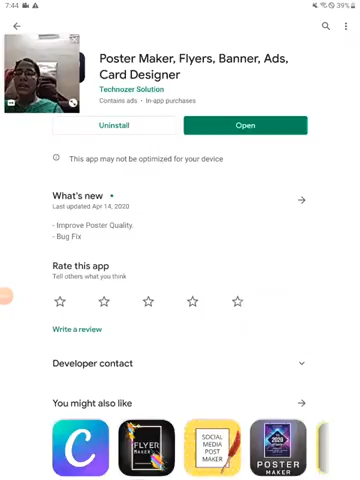 7:44
39%
Poster Maker, Flyers, Banner, Ads,
Card Designer
Technozer Solution
Contains ads • In-app purchases
Uninstall
Open
This app may not be optimized for your device
What's new •
Last updated Apr 14, 2020
- Improve Poster Quality.
- Bug Fix
Rate this app
Tell others what you think
Write a review
Developer contact
You might also like
C
FLYER
MAKER
SOCIAL
MEDIA
POST
MAKER
2020
POSTER
MAKER